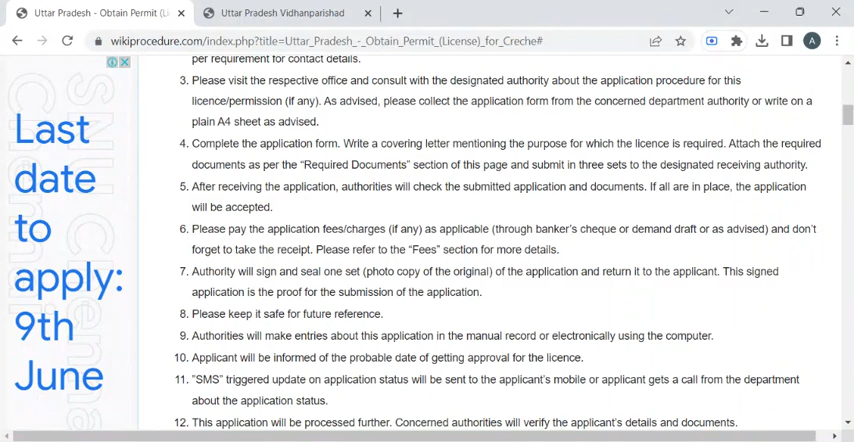 Uttar Pradesh - Obtain Permit (Li
Uttar Pradesh Vidhanparishad
wikiprocedure.com/index.php?title=Uttar_Pradesh_-_Obtain_Permit_(License)_for_Creche#
A
per requirement for contact details.
3. Please visit the respective office and consult with the designated authority about the application procedure for this
licence/permission (if any). As advised, please collect the application form from the concerned department authority or write on a
plain A4 sheet as advised.
4. Complete the application form. Write a covering letter mentioning the purpose for which the licence is required. Attach the required
documents as per the “Required Documents” section of this page and submit in three sets to the designated receiving authority.
5. After receiving the application, authorities will check the submitted application and documents. If all are in place, the application
will be accepted.
6. Please pay the application fees/charges (if any) as applicable (through banker’s cheque or demand draft or as advised) and don’t
forget to take the receipt. Please refer to the “Fees” section for more details.
7. Authority will sign and seal one set (photo copy of the original) of the application and return it to the applicant. This signed
application is the proof for the submission of the application.
8. Please keep it safe for future reference.
9. Authorities will make entries about this application in the manual record or electronically using the computer.
10. Applicant will be informed of the probable date of getting approval for the licence.
11. ”SMS” triggered update on application status will be sent to the applicant’s mobile or applicant gets a call from the department
about the application status.
12. This application will be processed further. Concerned authorities will verify the applicant’s details and documents.
Last
date
to
apply:
9th
June